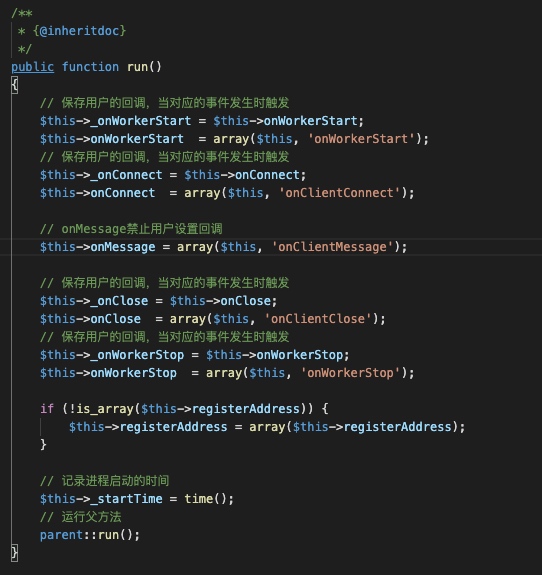 /**
 * {@inheritdoc}
 */
public function run()
{
    // 保存用户的回调，当对应的事件发生时触发
    $this->_onWorkerStart = $this->onWorkerStart;
    $this->onWorkerStart  = array($this, 'onWorkerStart');
    // 保存用户的回调，当对应的事件发生时触发
    $this->_onConnect = $this->onConnect;
    $this->onConnect  = array($this, 'onClientConnect');

    // onMessage禁止用户设置回调
    $this->onMessage = array($this, 'onClientMessage');

    // 保存用户的回调，当对应的事件发生时触发
    $this->_onClose = $this->onClose;
    $this->onClose  = array($this, 'onClientClose');
    // 保存用户的回调，当对应的事件发生时触发
    $this->_onWorkerStop = $this->onWorkerStop;
    $this->onWorkerStop  = array($this, 'onWorkerStop');

    if (!is_array($this->registerAddress)) {
        $this->registerAddress = array($this->registerAddress);
    }

    // 记录进程启动的时间
    $this->_startTime = time();
    // 运行父方法
    parent::run();
}